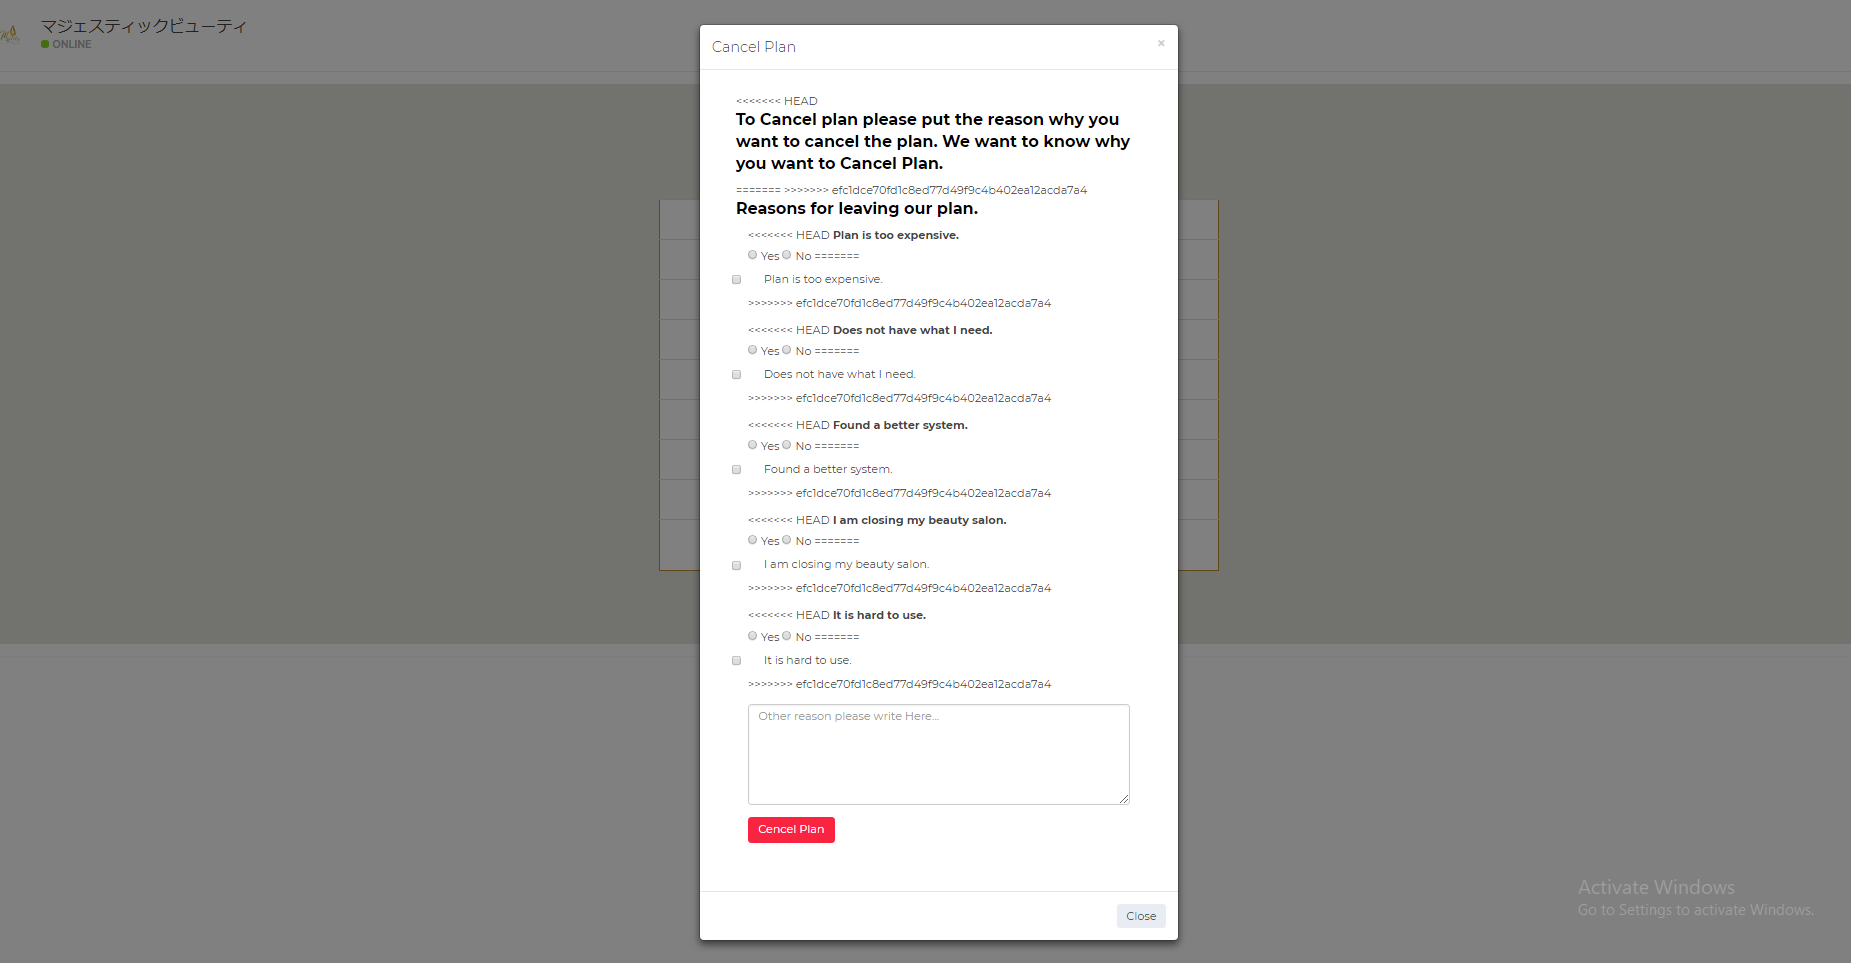 マジェスティックビューティ
ONLINE
Cancel Plan
×
<<<<<<< HEAD
To Cancel plan please put the reason why you
want to cancel the plan. We want to know why
you want to Cancel Plan.
======= >>>>>>> efc1dce70fd1c8ed77d49f9c4b402ea12acda7a4
Reasons for leaving our plan.
<<<<<<< HEAD Plan is too expensive.
Yes No =======
Plan is too expensive.
>>>>>>> efc1dce70fd1c8ed77d49f9c4b402ea12acda7a4
<<<<<<< HEAD Does not have what I need.
Yes No =======
Does not have what I need.
>>>>>>> efc1dce70fd1c8ed77d49f9c4b402ea12acda7a4
<<<<<<< HEAD Found a better system.
Yes No =======
Found a better system.
>>>>>>> efc1dce70fd1c8ed77d49f9c4b402ea12acda7a4
<<<<<<< HEAD I am closing my beauty salon.
Yes No =======
I am closing my beauty salon.
>>>>>>> efc1dce70fd1c8ed77d49f9c4b402ea12acda7a4
<<<<<<< HEAD It is hard to use.
Yes No =======
It is hard to use.
>>>>>>> efc1dce70fd1c8ed77d49f9c4b402ea12acda7a4
Other reason please write Here...
Cencel Plan
Close
Activate Windows
Go to Settings to activate Windows.